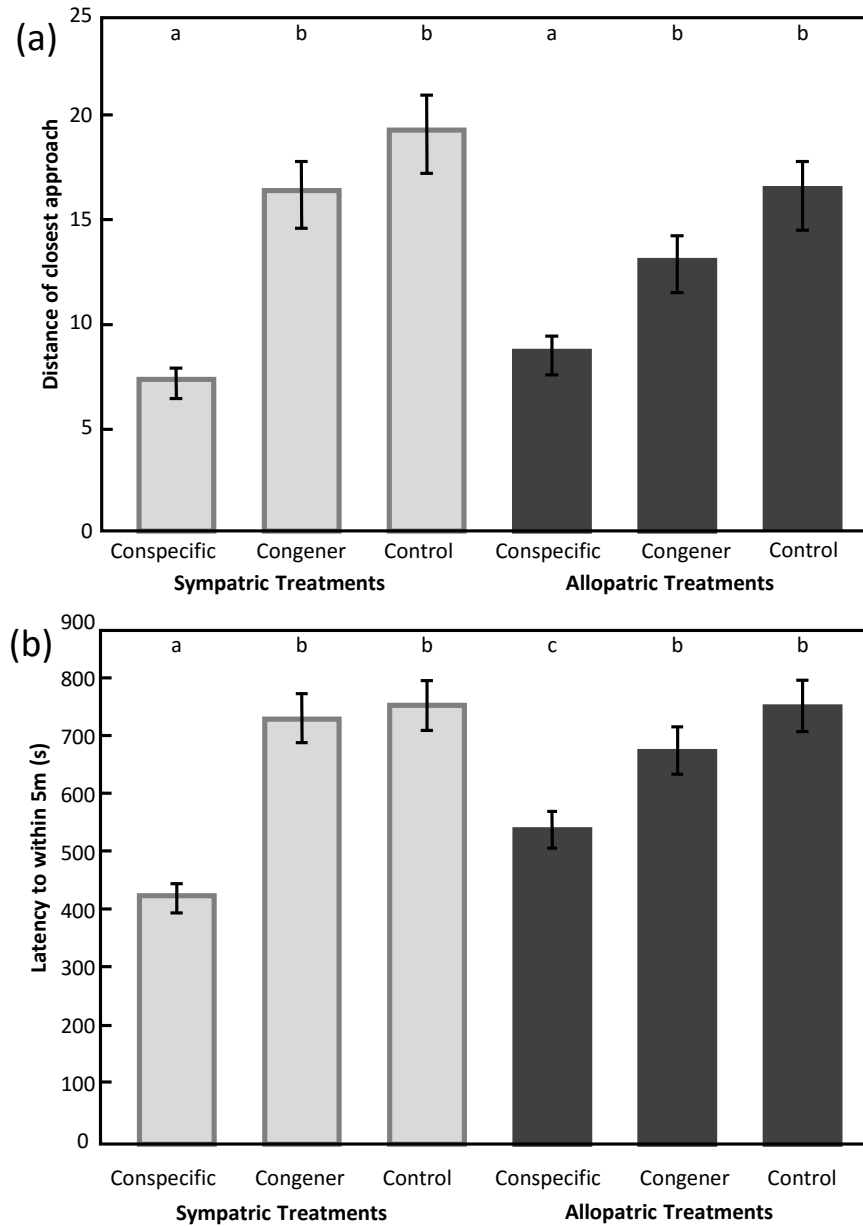 (a)
Distance of closest approach
25
20
15
10
5
0
a b b a b b
Conspecific Congener Control Conspecific Congener Control
Sympatric Treatments Allopatric Treatments
(b)
Latency to within 5m (s)
900
800
700
600
500
400
300
200
100
0
a b b c b b
Conspecific Congener Control Conspecific Congener Control
Sympatric Treatments Allopatric Treatments